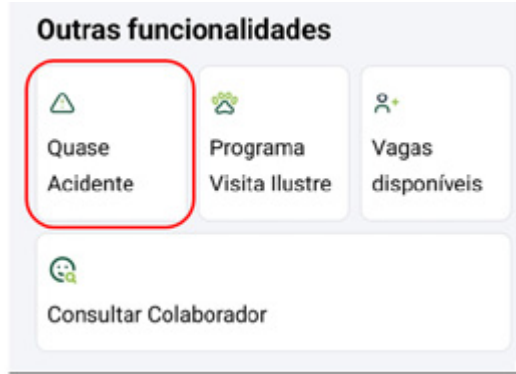 Outras funcionalidades
Quase
Acidente
Programa
Visita Ilustre
Vagas
disponíveis
Consultar Colaborador